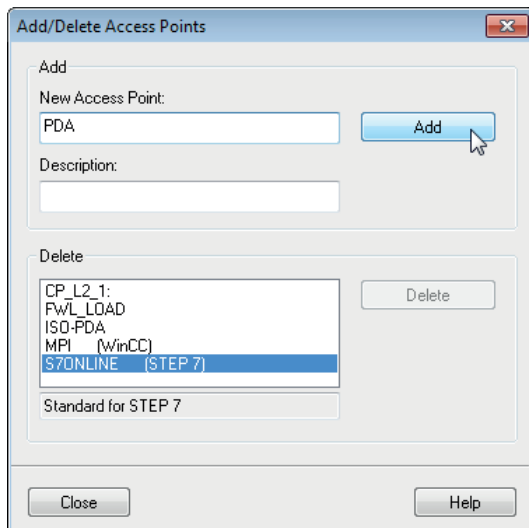 Add/Delete Access Points
Add
New Access Point:
PDA
Add
Description:
Delete
CP_L2_1:
FWL_LOAD
ISO-PDA
MPI (WinCC)
S7ONLINE (STEP 7)
Delete
Standard for STEP 7
Close
Help